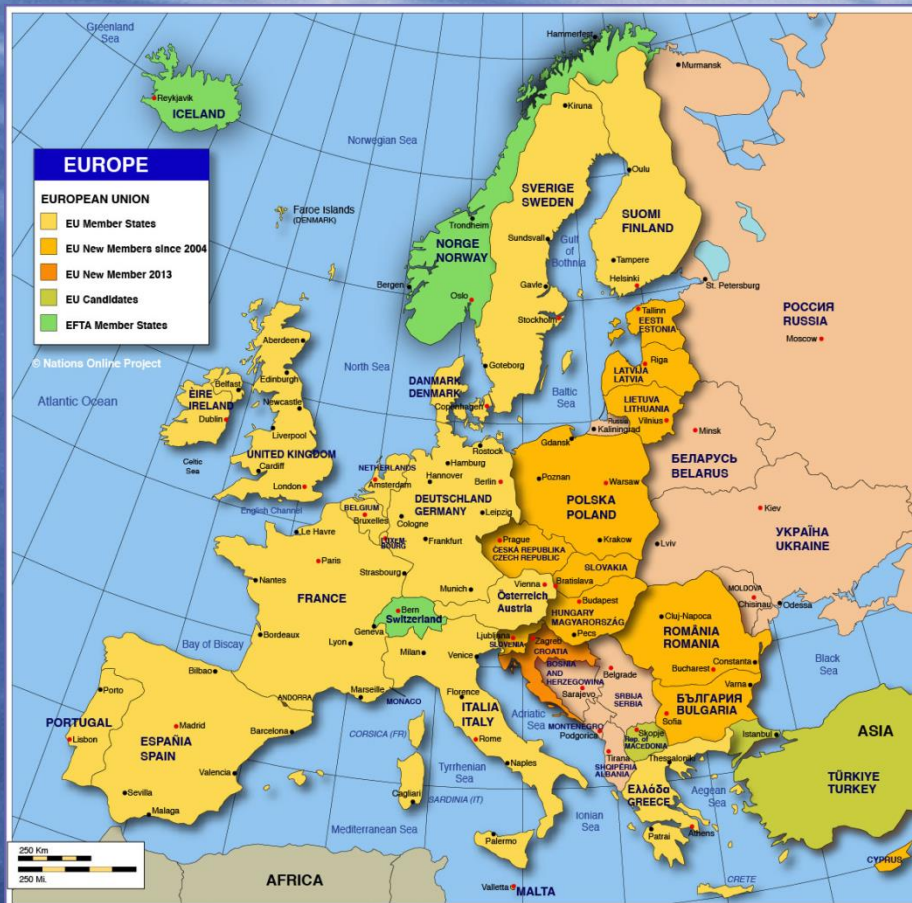 Greenland
Sea
Hammerfest
Murmansk
Reykjavik
ICELAND
Kiruna
Norwegian Sea
EUROPE
EUROPEAN UNION
EU Member States
EU New Members since 2004
EU New Member 2013
EU Candidates
EFTA Member States
© Nations Online Project
Faroe Islands
(DENMARK)
Oulu
SVERIGE
SWEDEN
SUOMI
FINLAND
Trondheim
NORGE
NORWAY
Sundsvall
Gulf
of
Bothnia
Tampere
Helsinki
Bergen
Oslo
Gavle
Stockholm
St. Petersburg
Tallinn
EESTI
ESTONIA
РОССИЯ
RUSSIA
Moscow
Aberdeen
North Sea
Goteborg
Riga
LATVIJA
LATVIA
Edinburgh
Belfast
ÉIRE
IRELAND
Atlantic Ocean
DANMARK
DENMARK
Copenhagen
Baltic
Sea
LIETUVA
LITHUANIA
Vilnius
Russia
Kaliningrad
Minsk
Newcastle
Dublin
Liverpool
Celtic
Sea
UNITED KINGDOM
Cardiff
London
English Channel
NETHERLANDS
Amsterdam
Rostock
Hamburg
Hannover
Berlin
Gdansk
БЕЛАРУСЬ
BELARUS
Poznan
Warsaw
POLSKA
POLAND
DEUTSCHLAND
GERMANY
Leipzig
BELGIUM
Bruxelles
Cologne
LUXEM-
BOURG
Frankfurt
Prague
ČESKÁ REPUBLIKA
CZECH REPUBLIC
Krakow
Lviv
Kiev
УКРАЇНА
UKRAINE
Le Havre
Paris
Strasbourg
SLOVAKIA
Nantes
Munich
Vienna
Bratislava
Österreich
Austria
Budapest
HUNGARY
MAGYARORSZÁG
MOLDOVA
Chisinau
Odessa
FRANCE
Bern
Switzerland
Geneva
Cluj-Napoca
ROMÂNIA
ROMANIA
Bay of Biscay
Bordeaux
Lyon
Milan
Venice
Ljubljana
SLOVENIA
Zagreb
CROATIA
Pecs
BOSNIA
AND
HERZEGOWINA
Sarajevo
Belgrade
SRBIJA
SERBIA
Bucharest
Constanta
Black
Sea
Bilbao
Porto
ANDORRA
Marseille
MONACO
Florence
ITALIA
ITALY
Adriatic
Sea
MONTENEGRO
Podgorica
Varna
БЪЛГАРИЯ
BULGARIA
Sofia
PORTUGAL
Lisbon
Madrid
ESPAÑIA
SPAIN
Barcelona
CORSICA (FR)
Rome
Skopje
Rep. of
MACEDONIA
Istanbul
ASIA
Tirana
SHQIPËRIA
ALBANIA
Thessaloniki
TÜRKIYE
TURKEY
Valencia
Tyrrhenian
Sea
Naples
Sevilla
Malaga
Cagliari
SARDINIA (IT)
Mediterranean Sea
Ionian
Sea
Ελλάδα
GREECE
Aegean
Sea
Palermo
Patrai
Athens
250 Km
250 Mi.
AFRICA
Valletta
MALTA
CRETE
CYPRUS